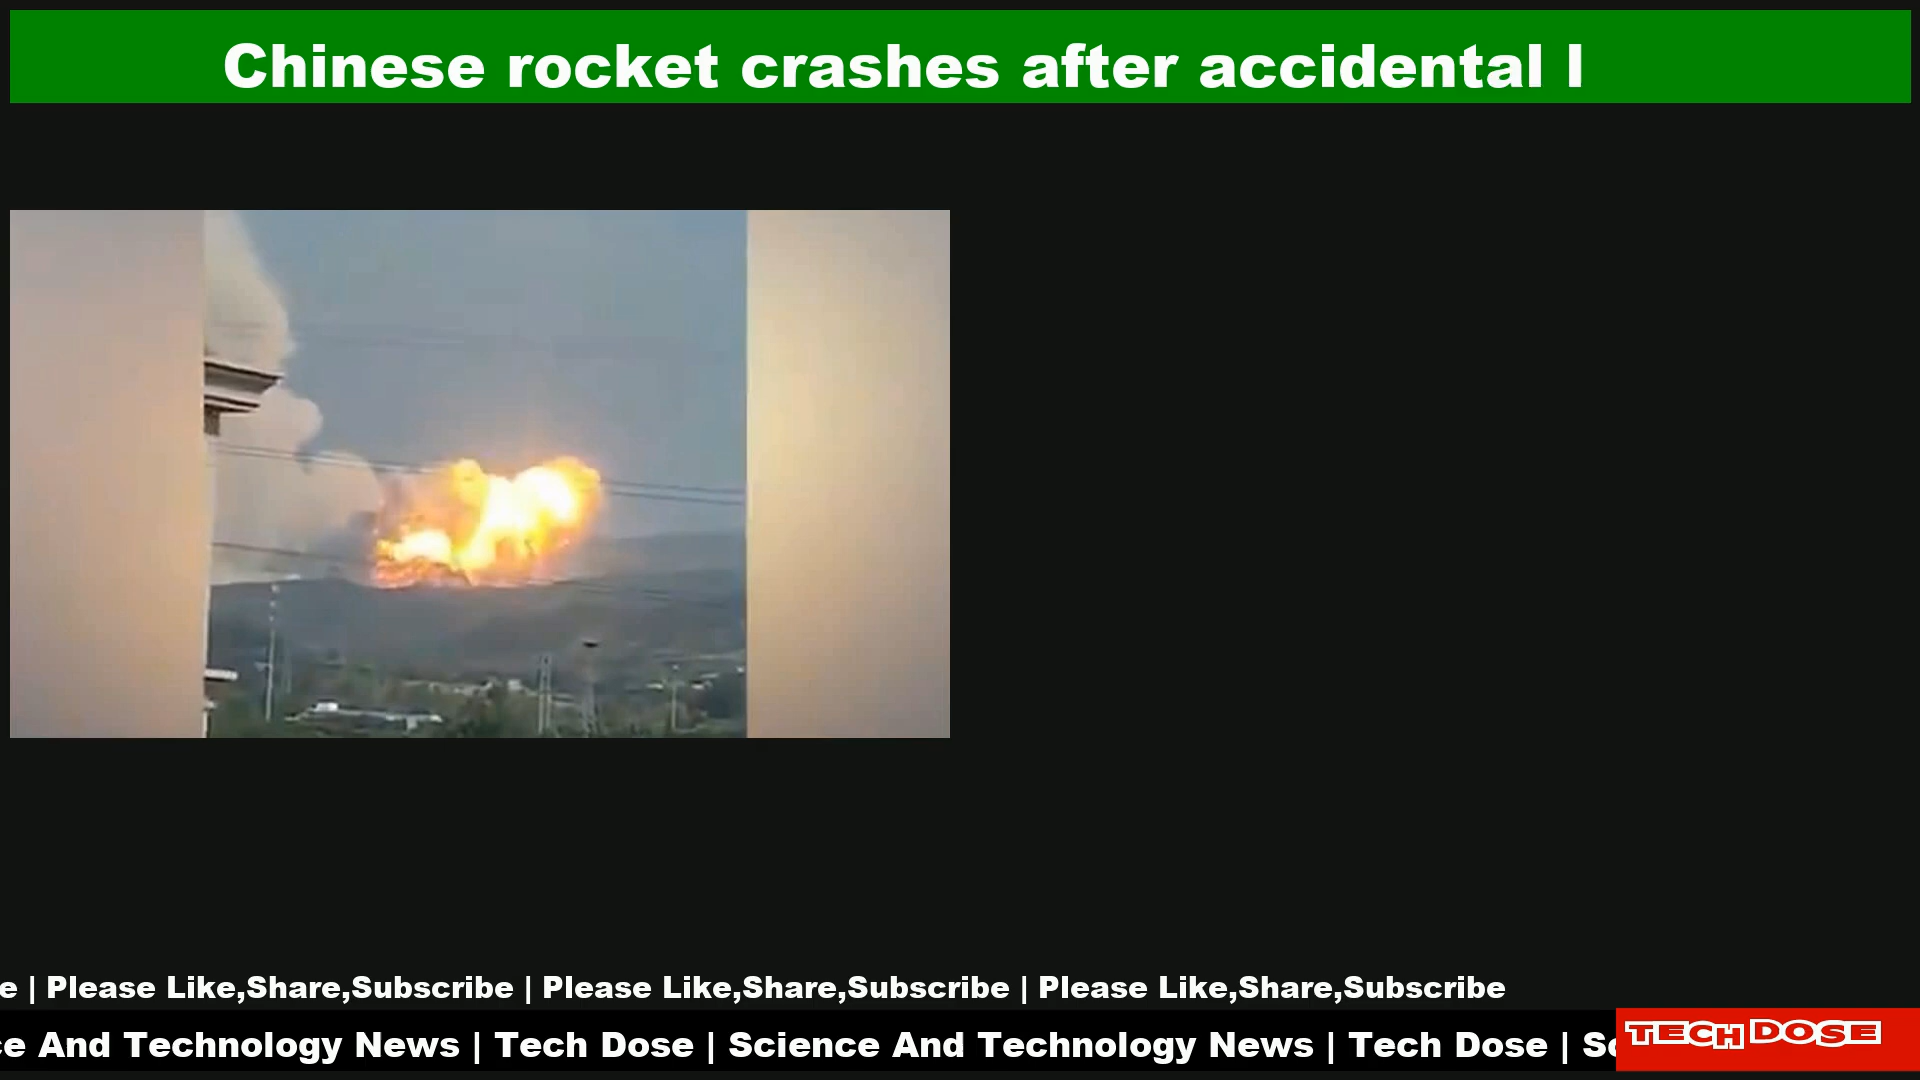 Chinese rocket crashes after accidental l
e | Please Like,Share,Subscribe | Please Like,Share,Subscribe | Please Like,Share,Subscribe
ce And Technology News | Tech Dose | Science And Technology News | Tech Dose | Sc
TECH DOSE